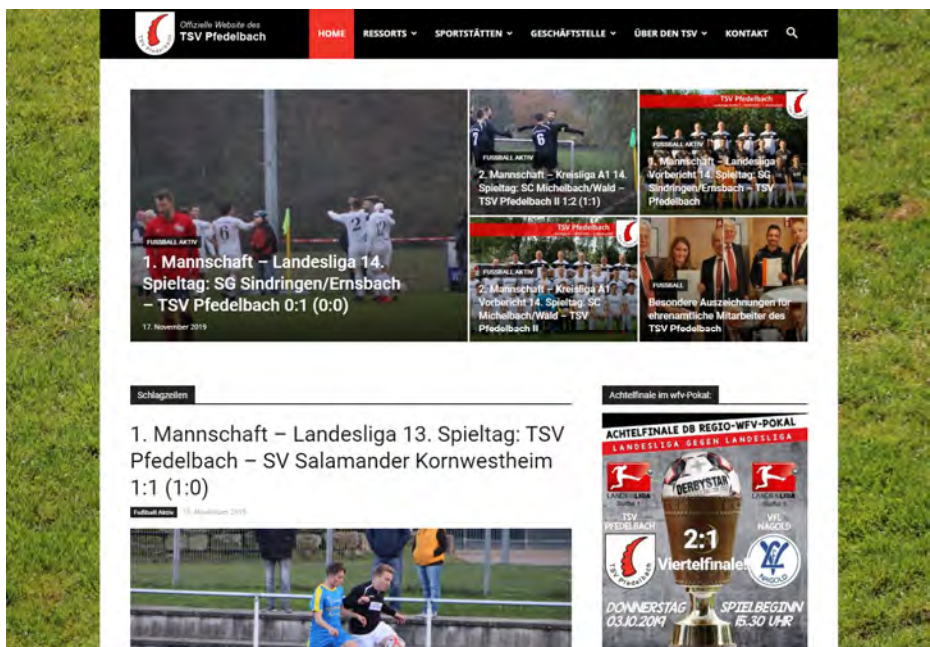 Offizielle Website des
TSV Pfedelbach
HOME RESSORTS SPORTSTÄTTEN GESCHÄFTSTELLE ÜBER DEN TSV KONTAKT
FUSSBALL AKTIV
1. Mannschaft – Landesliga 14.
Spieltag: SG Sindringen/Ernsbach
– TSV Pfedelbach 0:1 (0:0)
17. November 2019
FUSSBALL AKTIV
2. Mannschaft – Kreisliga A1 14.
Spieltag: SC Michelbach/Wald –
TSV Pfedelbach II 1:2 (1:1)
TSV Pfedelbach
FUSSBALL AKTIV
1. Mannschaft – Landesliga
Vorbericht 14. Spieltag: SG
Sindringen/Ernsbach – TSV
Pfedelbach
TSV Pfedelbach
FUSSBALL AKTIV
2. Mannschaft – Kreisliga A1
Vorbericht 14. Spieltag: SC
Michelbach/Wald – TSV
Pfedelbach II
FUSSBALL
Besondere Auszeichnungen für
ehrenamtliche Mitarbeiter des
TSV Pfedelbach
Schlagzeilen
1. Mannschaft – Landesliga 13. Spieltag: TSV
Pfedelbach – SV Salamander Kornwestheim
1:1 (1:0)
Fußball Aktiv
Achtelfinale im wfv-Pokal:
ACHTELFINALE DB REGIO-WFV-POKAL
LANDESLIGA GEGEN LANDESLIGA
LANDESLIGA
DERBYSTAR
LANDESLIGA
TSV
PFEDELBACH
VFL
NAGOLD
2:1
Viertelfinale!
TSV Pfedelbach
NAGOLD
DONNERSTAG
03.10.2019
SPIELBEGINN
15.30 UHR